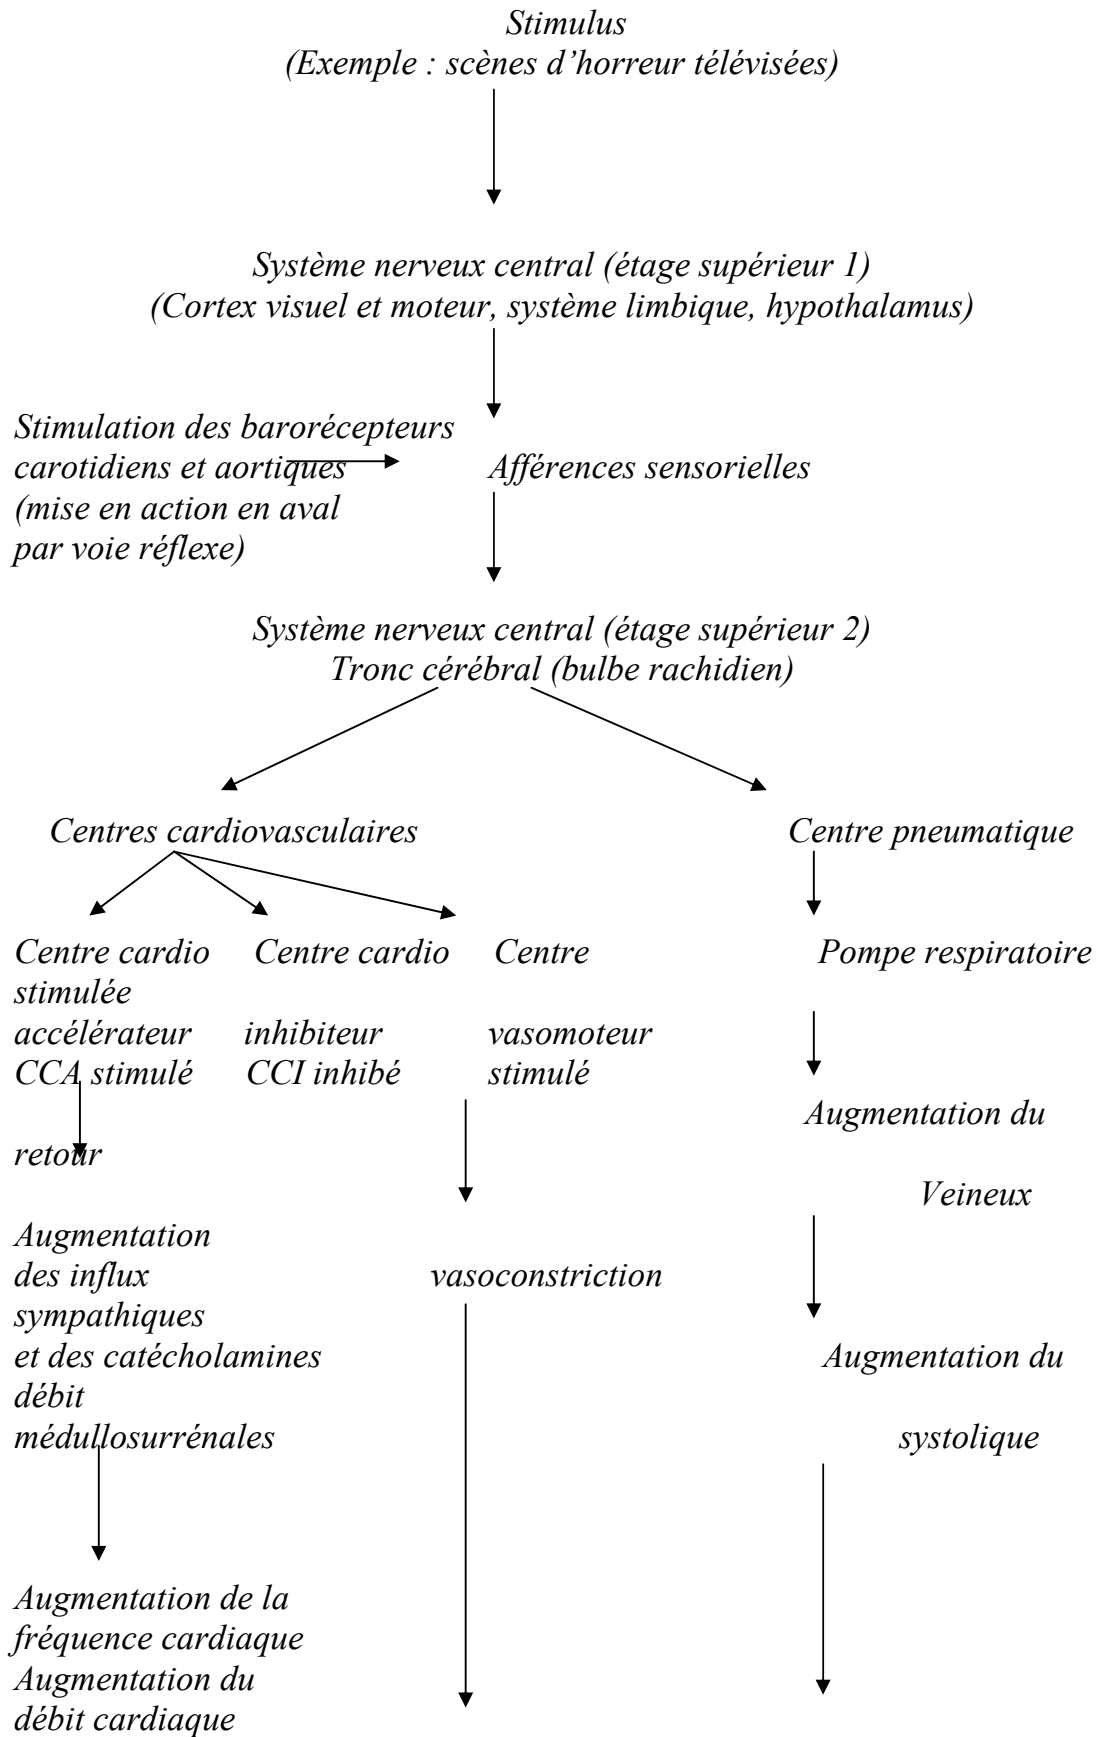 Stimulus
(Exemple : scènes d’horreur télévisées)
Système nerveux central (étage supérieur 1)
(Cortex visuel et moteur, système limbique, hypothalamus)
Stimulation des barorécepteurs
carotidiens et aortiques Afférences sensorielles
(mise en action en aval
par voie réflexe)
Système nerveux central (étage supérieur 2)
Tronc cérébral (bulbe rachidien)
Centres cardiovasculaires Centre pneumatique
Centre cardio Centre cardio Centre Pompe respiratoire
stimulée
accélérateur inhibiteur vasomoteur
CCA stimulé CCI inhibé stimulé
Augmentation du
retour
Veineux
Augmentation
des influx vasoconstriction
sympathiques
et des catécholamines Augmentation du
débit
médullosurrénales systolique
Augmentation de la
fréquence cardiaque
Augmentation du
débit cardiaque